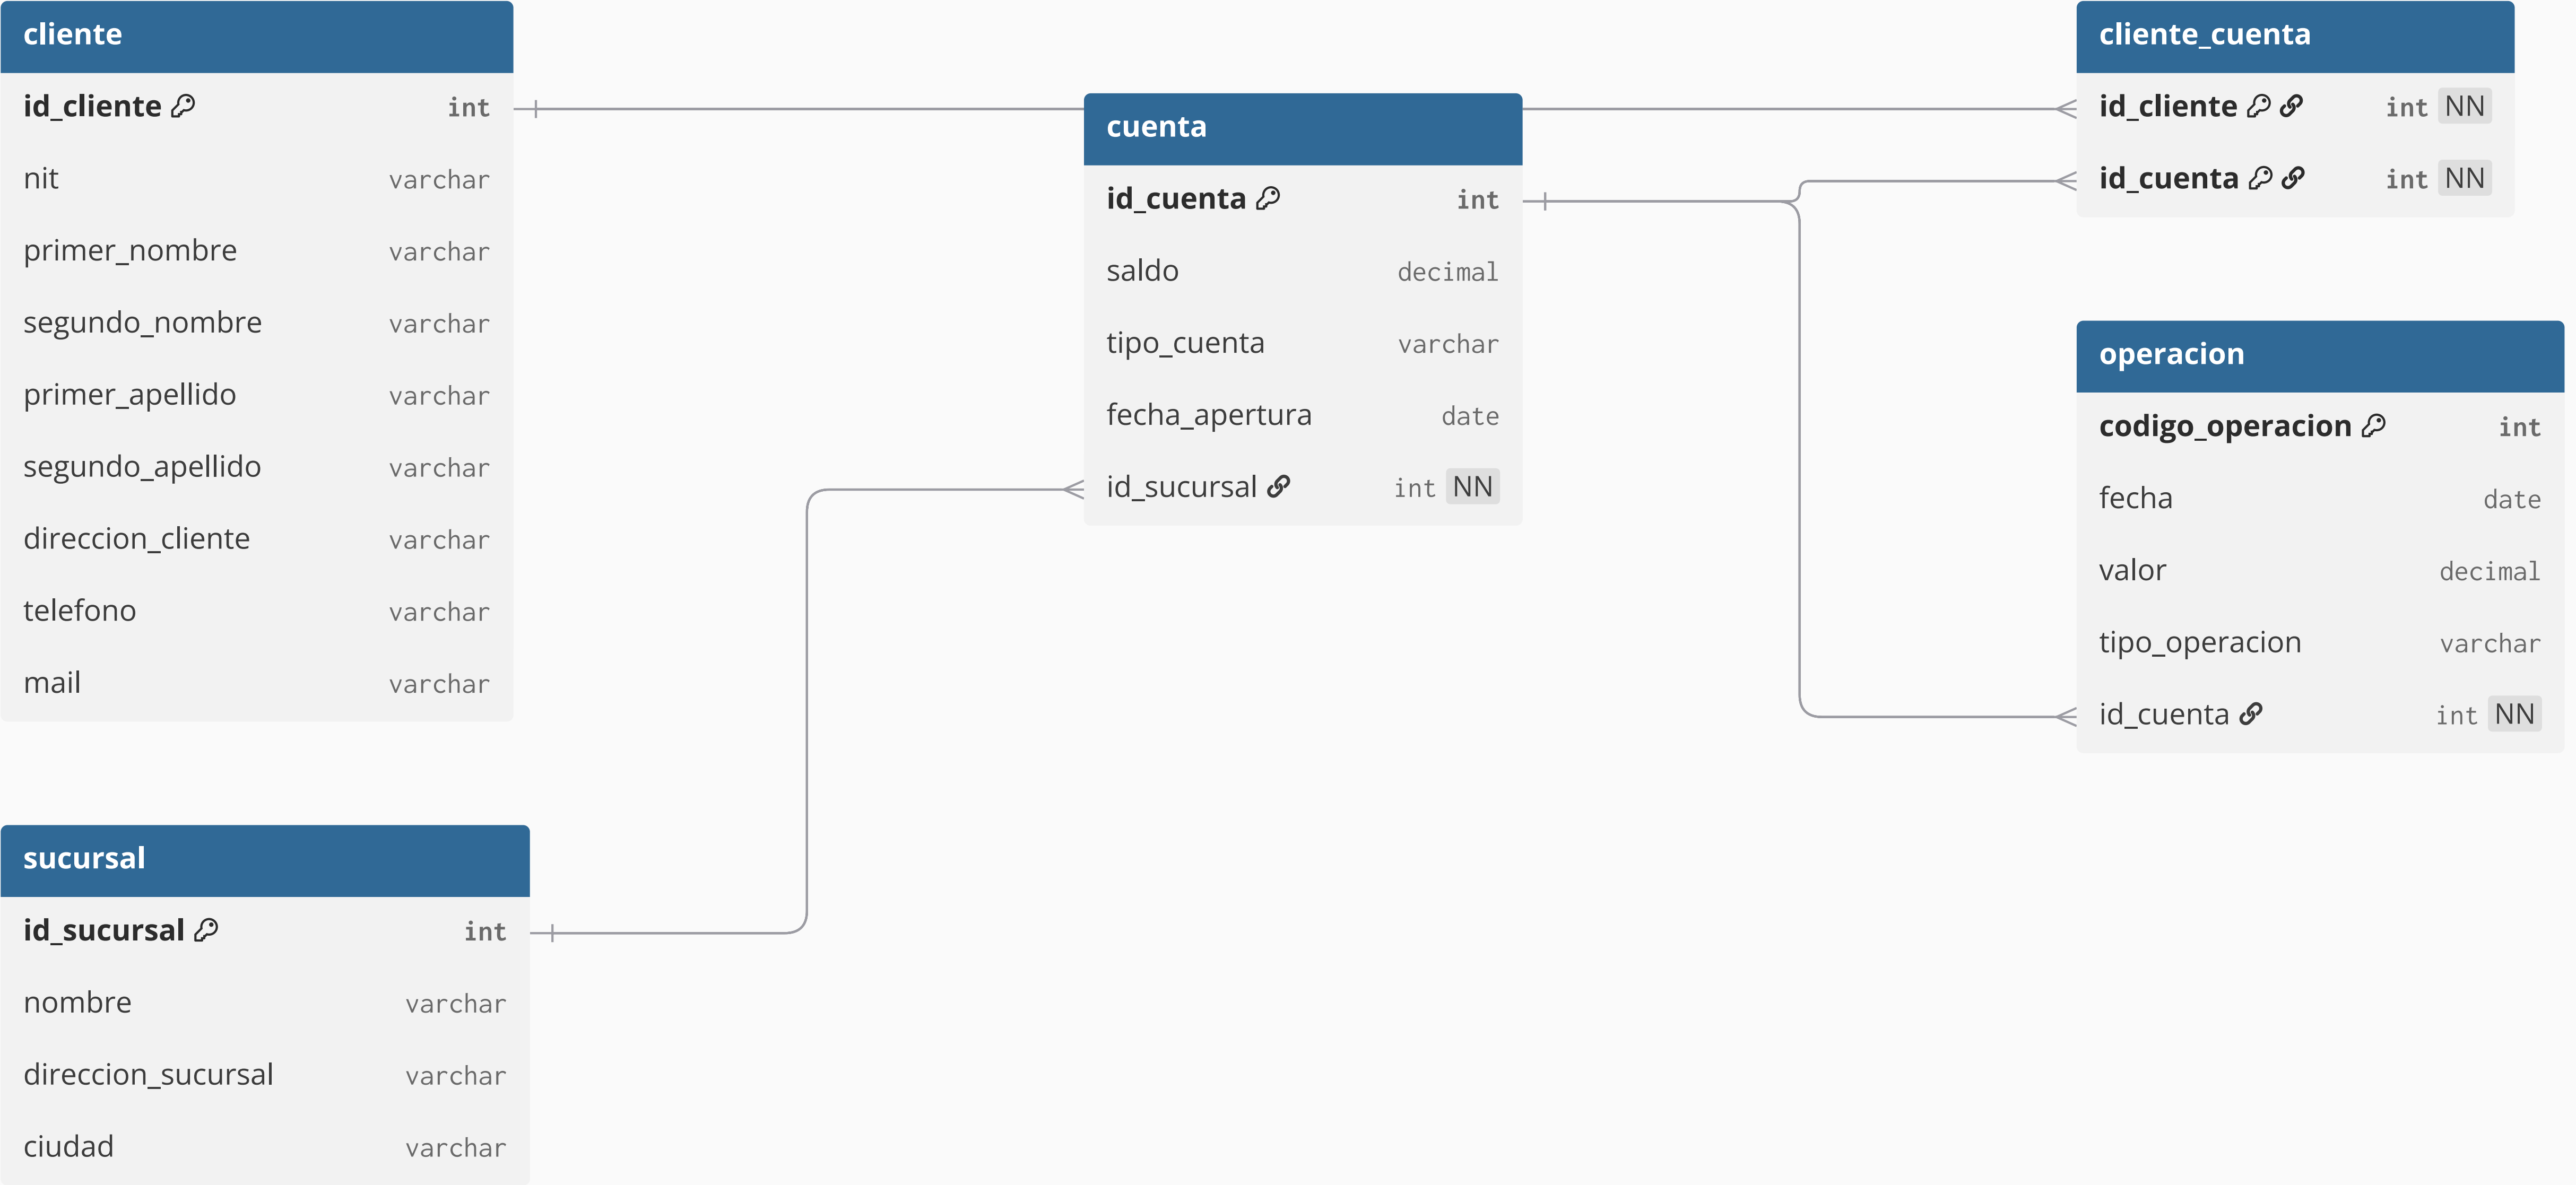 cliente
id_cliente int
nit varchar
primer_nombre varchar
segundo_nombre varchar
primer_apellido varchar
segundo_apellido varchar
direccion_cliente varchar
telefono varchar
mail varchar
sucursal
id_sucursal int
nombre varchar
direccion_sucursal varchar
ciudad varchar
cuenta
id_cuenta int
saldo decimal
tipo_cuenta varchar
fecha_apertura date
id_sucursal int NN
cliente_cuenta
id_cliente int NN
id_cuenta int NN
operacion
codigo_operacion int
fecha date
valor decimal
tipo_operacion varchar
id_cuenta int NN